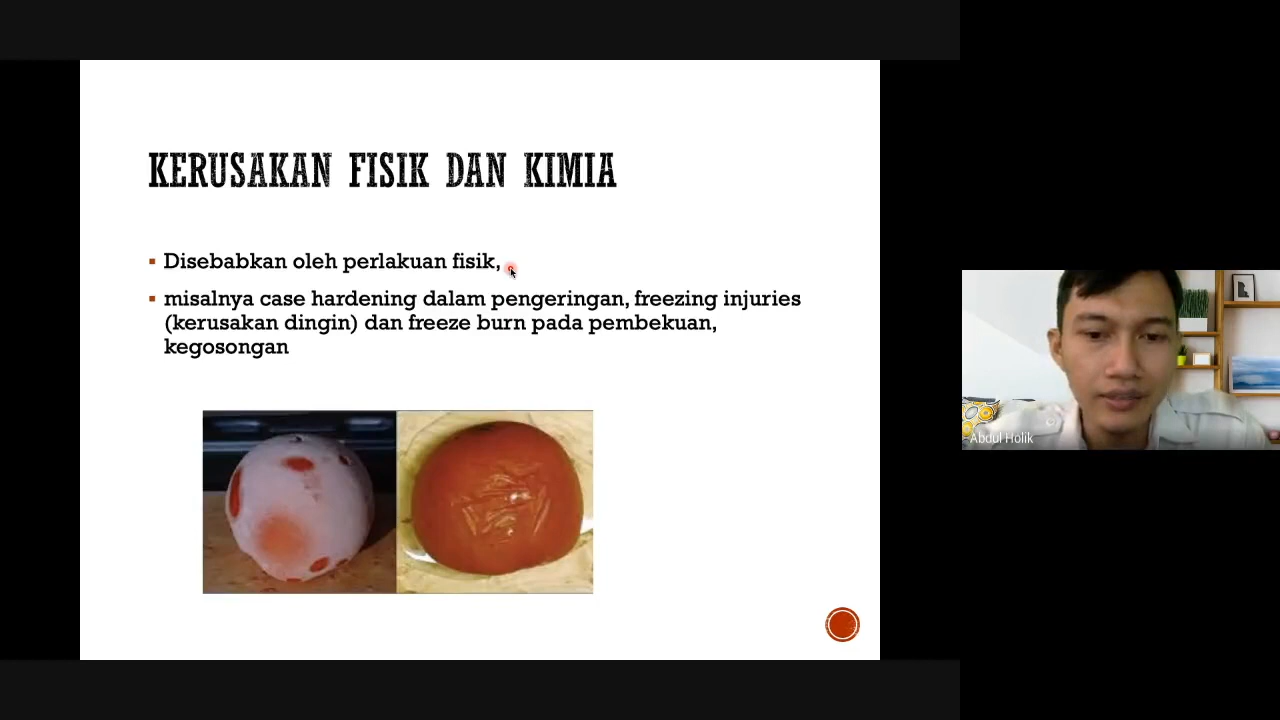 KERUSAKAN FISIK DAN KIMIA
▪ Disebabkan oleh perlakuan fisik,
▪ misalnya case hardening dalam pengeringan, freezing injuries
(kerusakan dingin) dan freeze burn pada pembekuan,
kegosongan
Abdul Holik